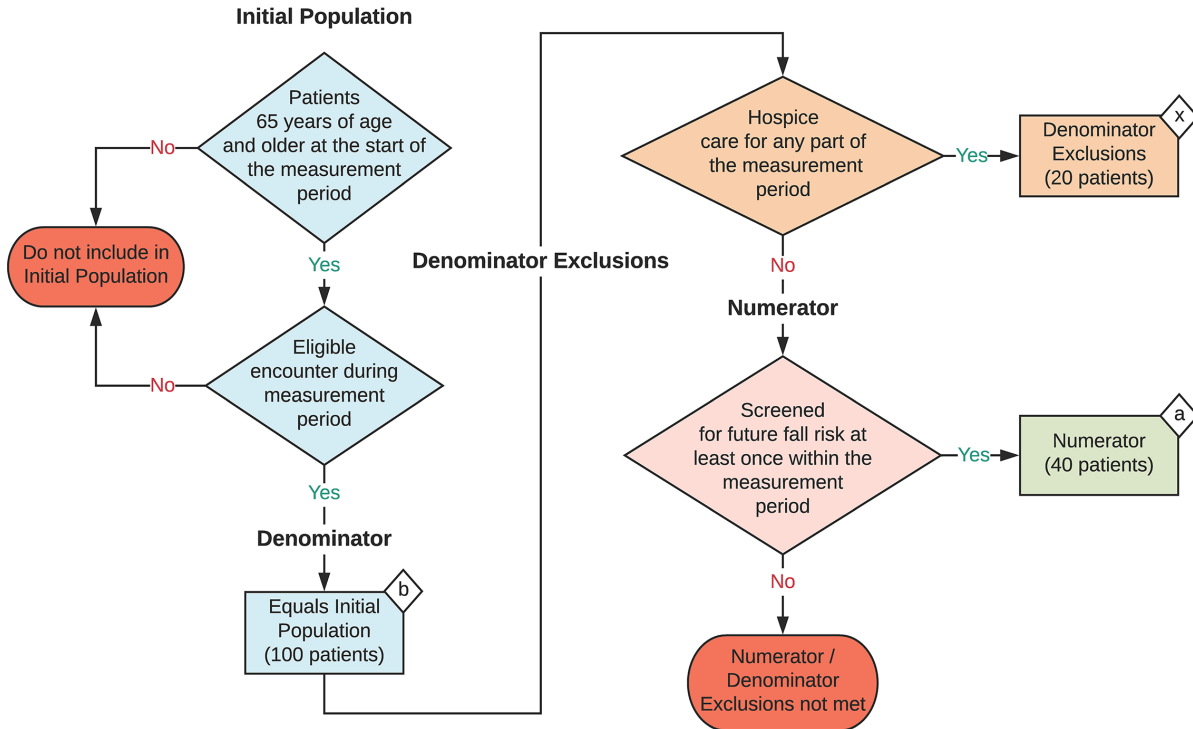 Initial Population
Patients
65 years of age
and older at the start of
the measurement
period
No
Do not include in
Initial Population
Yes
Eligible
encounter during
measurement
period
No
Yes
Denominator
b
Equals Initial
Population
(100 patients)
Denominator Exclusions
Hospice
care for any part of
the measurement
period
Yes
x
Denominator
Exclusions
(20 patients)
No
Numerator
Screened
for future fall risk at
least once within the
measurement
period
Yes
a
Numerator
(40 patients)
No
Numerator /
Denominator
Exclusions not met